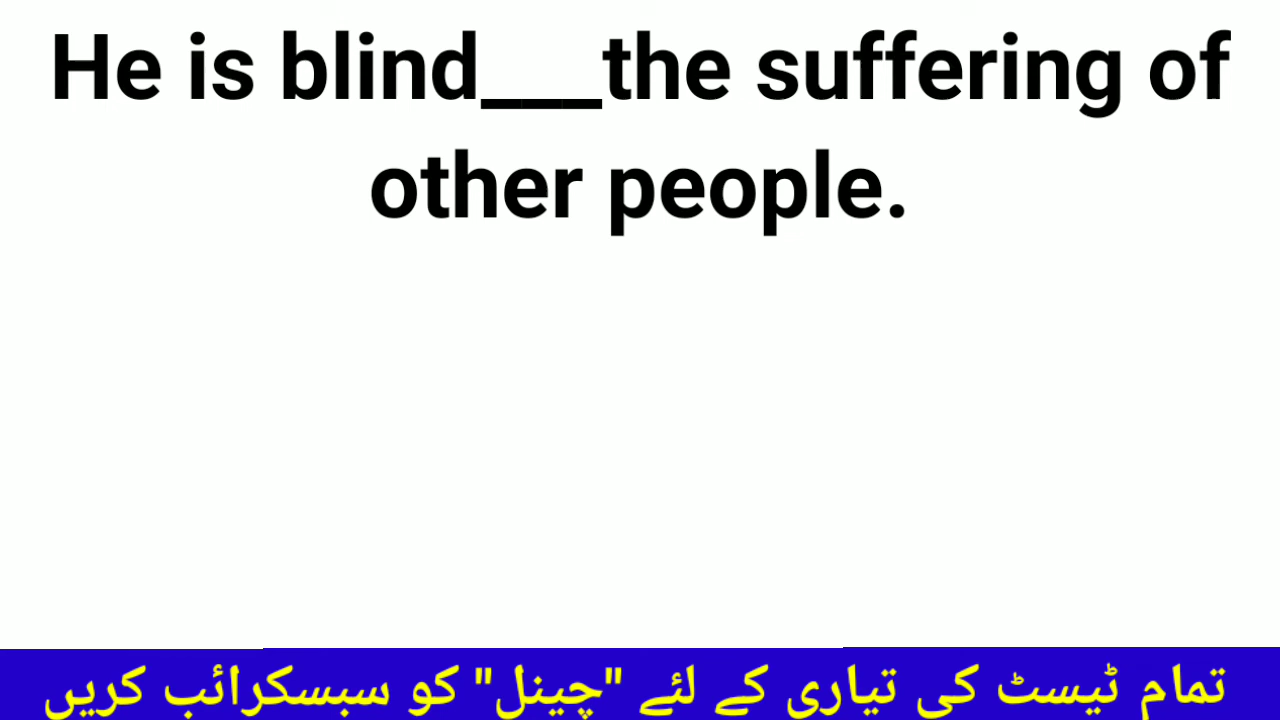 He is blind___the suffering of
other people.
تمام ٹیسٹ کی تیاری کے لئے "چینل" کو سبسکرائب کریں